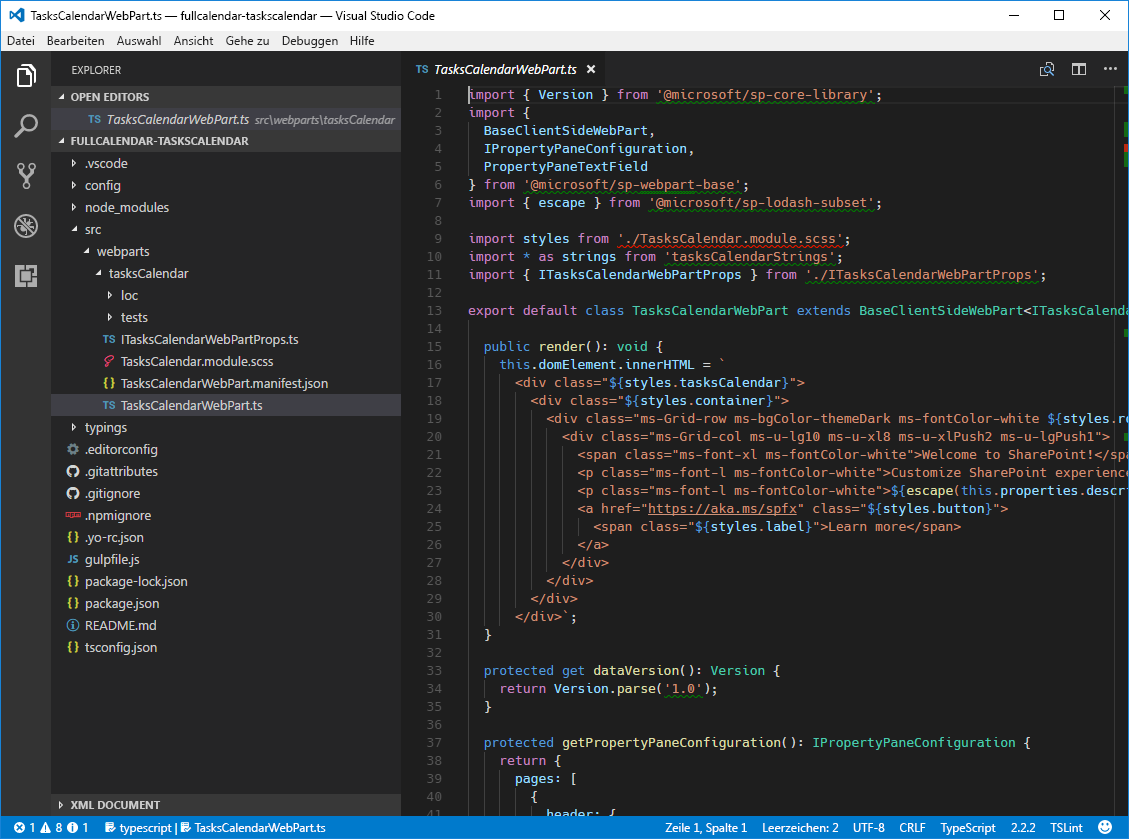 TasksCalendarWebPart.ts — fullcalendar-taskscalendar — Visual Studio Code
Datei Bearbeiten Auswahl Ansicht Gehe zu Debuggen Hilfe
EXPLORER
OPEN EDITORS
TS TasksCalendarWebPart.ts src\webparts\tasksCalendar
FULLCALENDAR-TASKSCALENDAR
.vscode
config
node_modules
src
webparts
tasksCalendar
loc
tests
TS ITasksCalendarWebPartProps.ts
TasksCalendar.module.scss
{} TasksCalendarWebPart.manifest.json
TS TasksCalendarWebPart.ts
typings
.editorconfig
.gitattributes
.gitignore
npm .npmignore
{} .yo-rc.json
JS gulpfile.js
{} package-lock.json
{} package.json
README.md
{} tsconfig.json
XML DOCUMENT
TS TasksCalendarWebPart.ts
1 import { Version } from '@microsoft/sp-core-library';
2 import {
3 BaseClientSideWebPart,
4 IPropertyPaneConfiguration,
5 PropertyPaneTextField
6 } from '@microsoft/sp-webpart-base';
7 import { escape } from '@microsoft/sp-lodash-subset';
8
9 import styles from './TasksCalendar.module.scss';
10 import * as strings from 'tasksCalendarStrings';
11 import { ITasksCalendarWebPartProps } from './ITasksCalendarWebPartProps';
12
13 export default class TasksCalendarWebPart extends BaseClientSideWebPart<ITasksCalenda
14
15 public render(): void {
16 this.domElement.innerHTML = `
17 <div class="${styles.tasksCalendar}">
18 <div class="${styles.container}">
19 <div class="ms-Grid-row ms-bgColor-themeDark ms-fontColor-white ${styles.ro
20 <div class="ms-Grid-col ms-u-lg10 ms-u-xl8 ms-u-xlPush2 ms-u-lgPush1">
21 <span class="ms-font-xl ms-fontColor-white">Welcome to SharePoint!</spa
22 <p class="ms-font-l ms-fontColor-white">Customize SharePoint experienc
23 <p class="ms-font-l ms-fontColor-white">${escape(this.properties.descri
24 <a href="https://aka.ms/spfx" class="${styles.button}">
25 <span class="${styles.label}">Learn more</span>
26 </a>
27 </div>
28 </div>
29 </div>
30 </div>`;
31 }
32
33 protected get dataVersion(): Version {
34 return Version.parse('1.0');
35 }
36
37 protected getPropertyPaneConfiguration(): IPropertyPaneConfiguration {
38 return {
39 pages: [
40 {
41 header: {
1 8 1 typescript | TasksCalendarWebPart.ts Zeile 1, Spalte 1 Leerzeichen: 2 UTF-8 CRLF TypeScript 2.2.2 TSLint